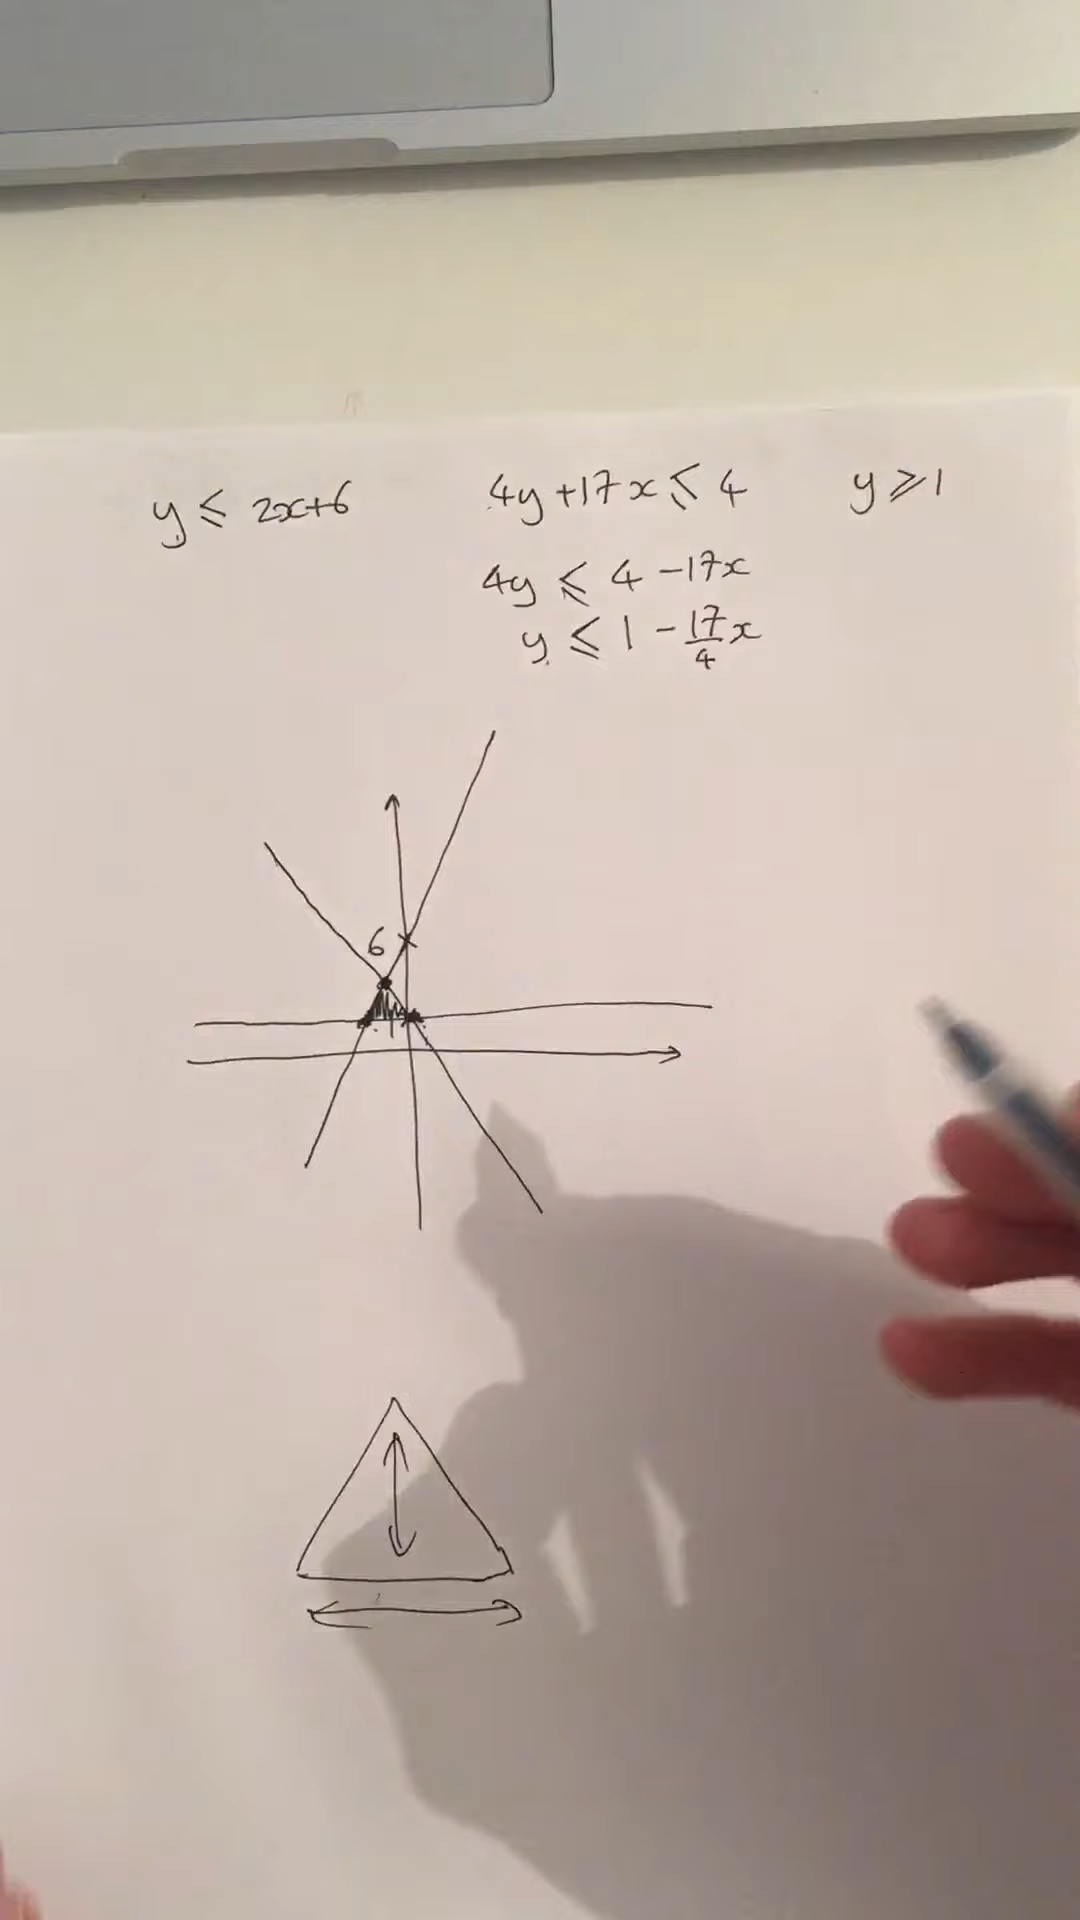 y ≤ 2x+6 4y+17x ≤ 4 y ≥ 1
4y ≤ 4 -17x
y ≤ 1 - 17/4 x
6